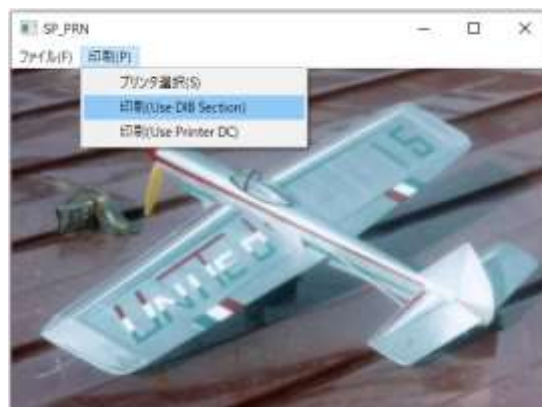 SP_PRN
ファイル(F) 印刷(P)
プリンタ選択(S)
印刷(Use DIB Section)
印刷(Use Printer DC)
UNITED